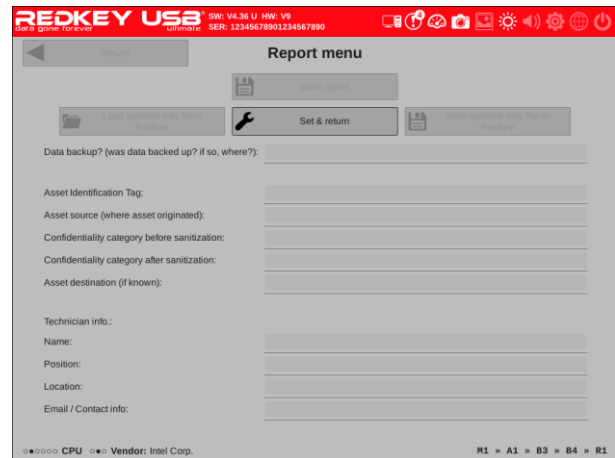 REDKEY USB
data gone forever
ultimate
SW: V4.36 U HW: V9
SER: 12345678901234567890
Return
Report menu
Save report
Load optional info. from Redkey
Set & return
Save optional info. file to Redkey
Data backup? (was data backed up? if so, where?):
Asset Identification Tag:
Asset source (where asset originated):
Confidentiality category before sanitization:
Confidentiality category after sanitization:
Asset destination (if known):
Technician info.:
Name:
Position:
Location:
Email / Contact info:
CPU Vendor: Intel Corp.
M1 » A1 » B3 » B4 » R1